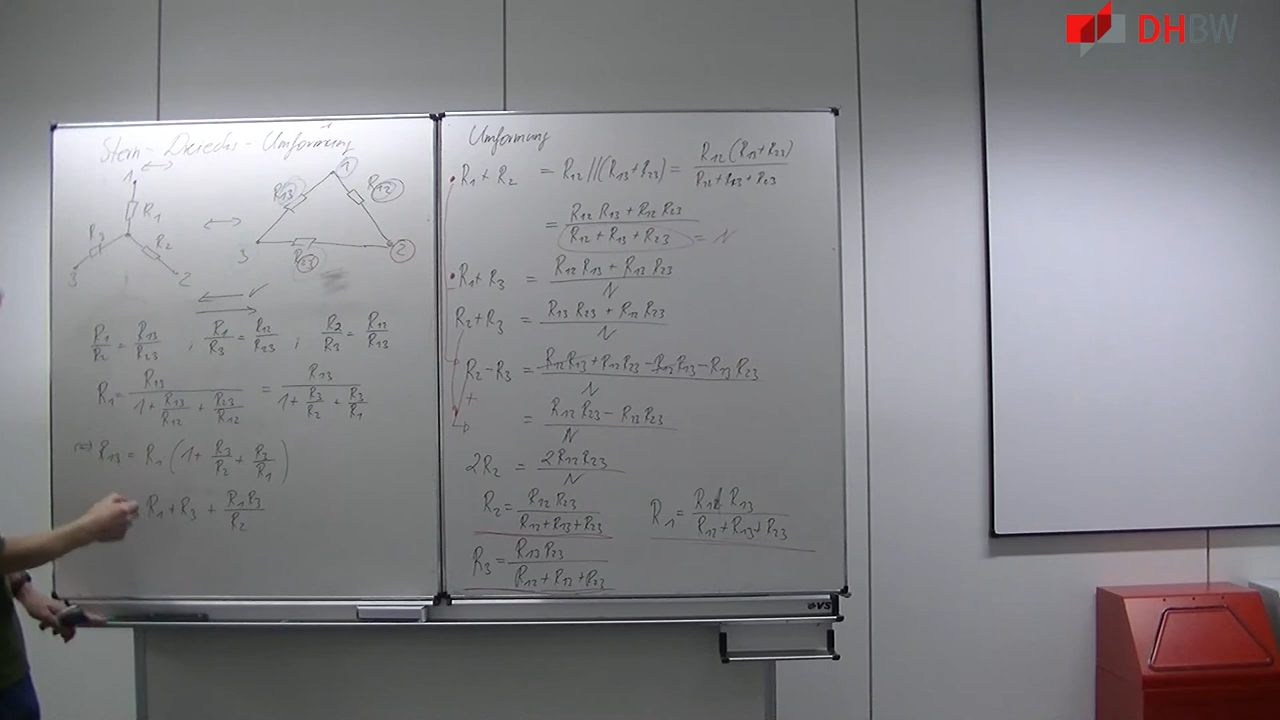 DHBW
Stern-Dreiecks-Umformung
↔
1
R1
R3
R2
3
2
↔
1
R13
R12
3
R23
2
R1/R2 = R13/R23 , R1/R3 = R12/R23 ; R2/R3 = R12/R13
R1 = R13/(1 + R13/R12 + R23/R12) = R13/(1 + R3/R2 + R3/R1)
R13 = R1 · (1 + R3/R2 + R3/R1)
R1 + R3 + R1R3/R2
Umformung
• R1 + R2 = R12//(R13+R23) = R12(R13+R23)/(R12+R13+R23)
= (R12 R13 + R12 R23)/(R12 + R13 + R23) = N
• R1 + R3 = (R12 R13 + R13 R23)/N
R2 + R3 = (R13 R23 + R12 R23)/N
R2 - R3 = (R12R13 + R12R23 - R12R13 - R13R23)/N
+
= (R12 R23 - R13 R23)/N
2R2 = 2R12R23/N
R2 = R12 R23/(R12+R13+R23)
R1 = R12 R13/(R12+R13+R23)
R3 = R13 R23/(R12+R13+R23)
VS